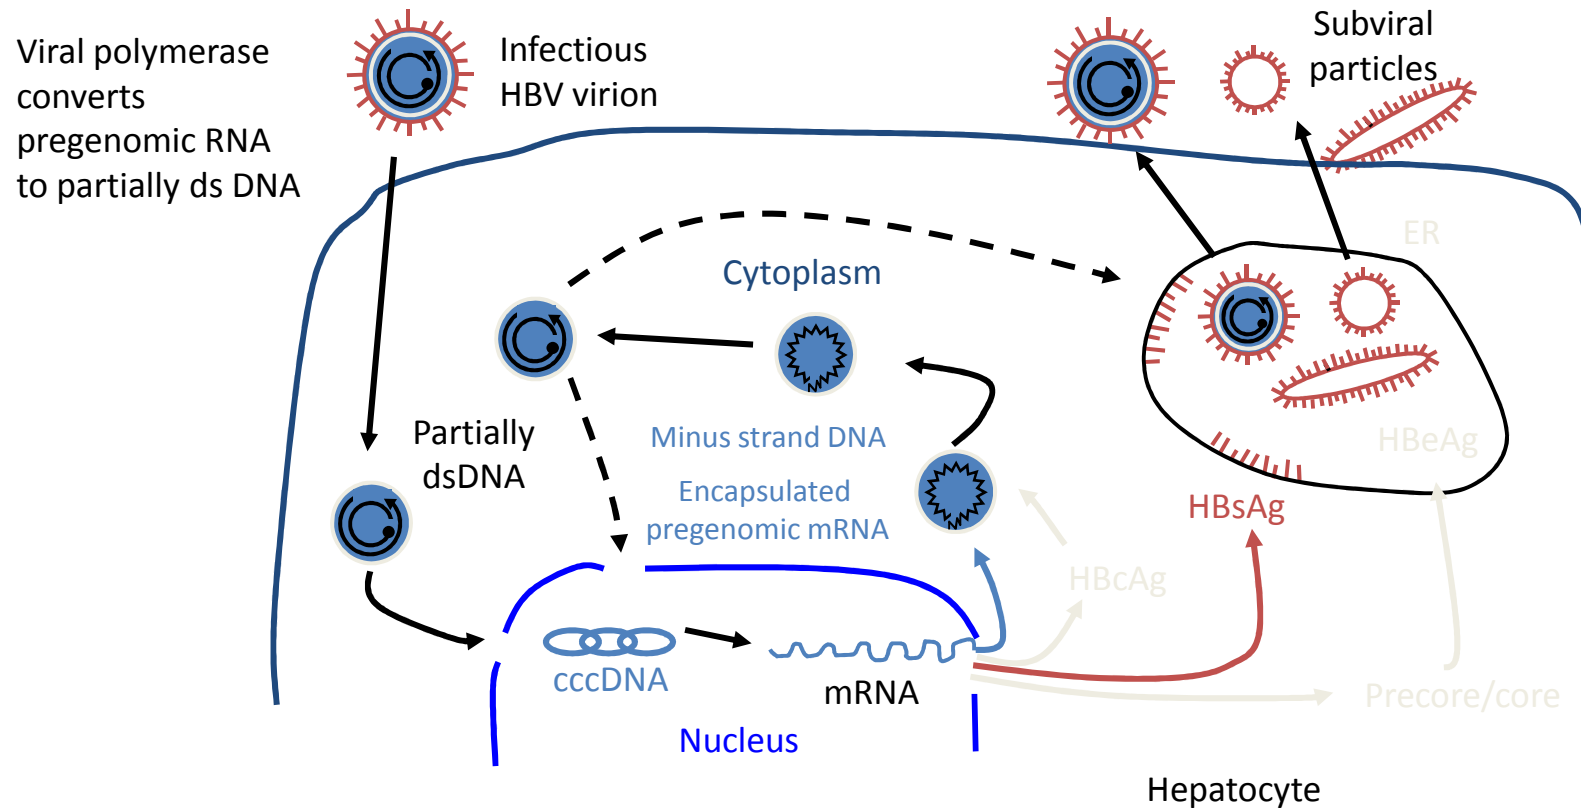 Viral polymerase
converts
pregenomic RNA
to partially ds DNA
Infectious
HBV virion
Subviral
particles
ER
Cytoplasm
Partially
dsDNA
Minus strand DNA
Encapsulated
pregenomic mRNA
HBeAg
HBsAg
HBcAg
cccDNA
mRNA
Precore/core
Nucleus
Hepatocyte